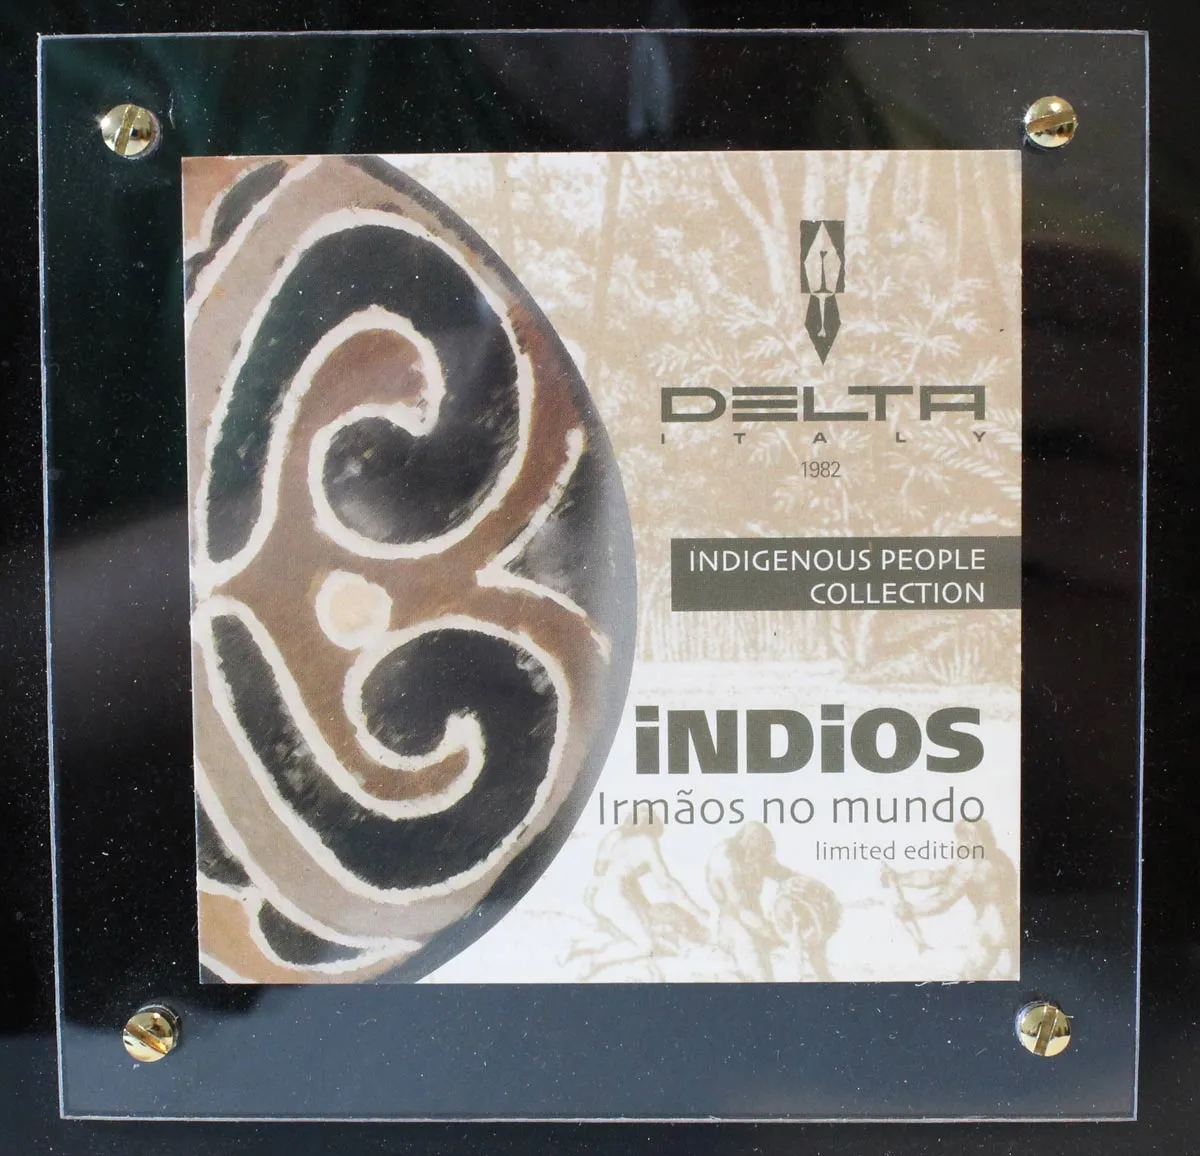 DELTA
ITALY
1982
INDIGENOUS PEOPLE
COLLECTION
iNDiOS
Irmãos no mundo
limited edition